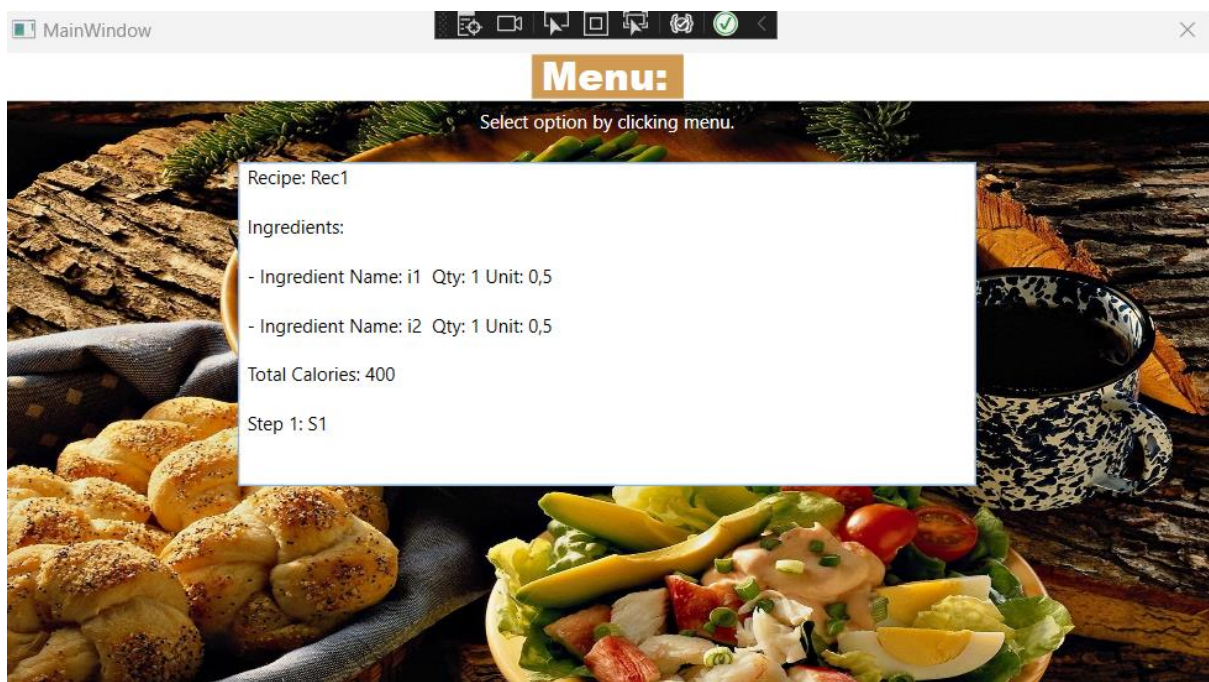 MainWindow
Menu:
Select option by clicking menu.
Recipe: Rec1
Ingredients:
- Ingredient Name: i1  Qty: 1 Unit: 0,5
- Ingredient Name: i2  Qty: 1 Unit: 0,5
Total Calories: 400
Step 1: S1